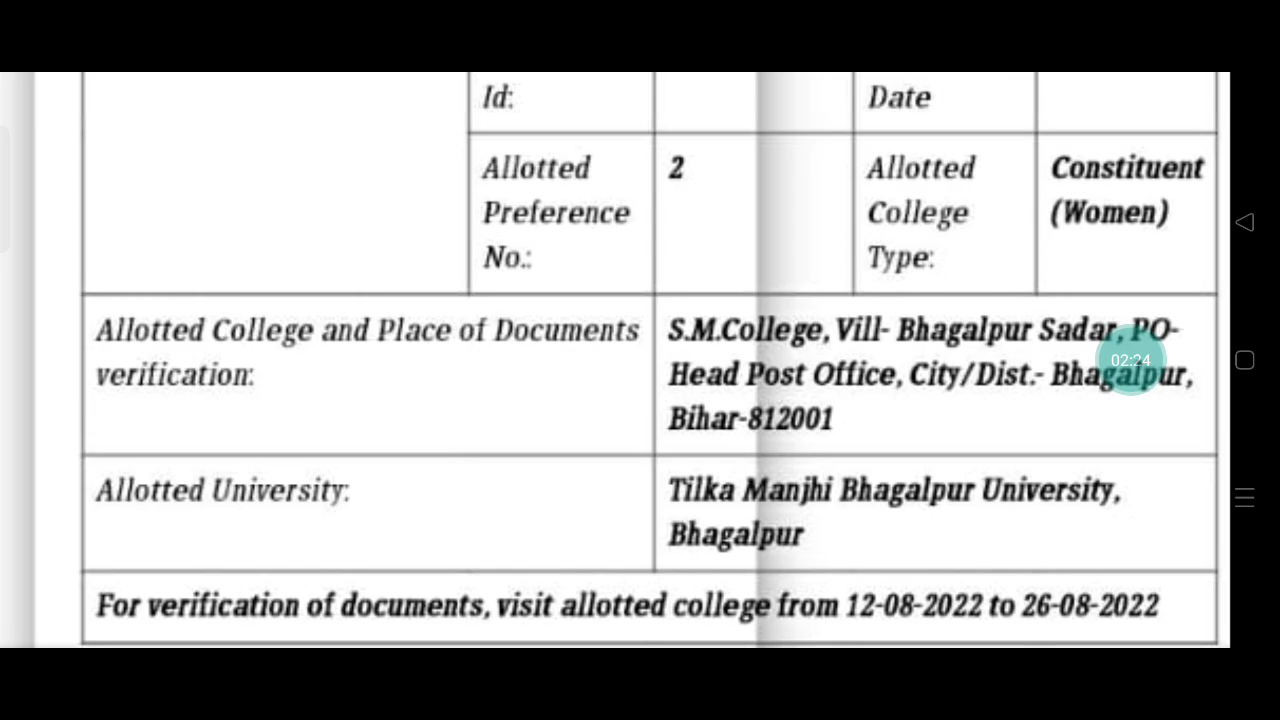 Id:
Date
Allotted
Preference
No.:
2
Allotted
College
Type:
Constituent
(Women)
Allotted College and Place of Documents
verification:
S.M.College, Vill- Bhagalpur Sadar, PO-
Head Post Office, City/Dist.- Bhagalpur,
Bihar-812001
02:24
Allotted University:
Tilka Manjhi Bhagalpur University,
Bhagalpur
For verification of documents, visit allotted college from 12-08-2022 to 26-08-2022